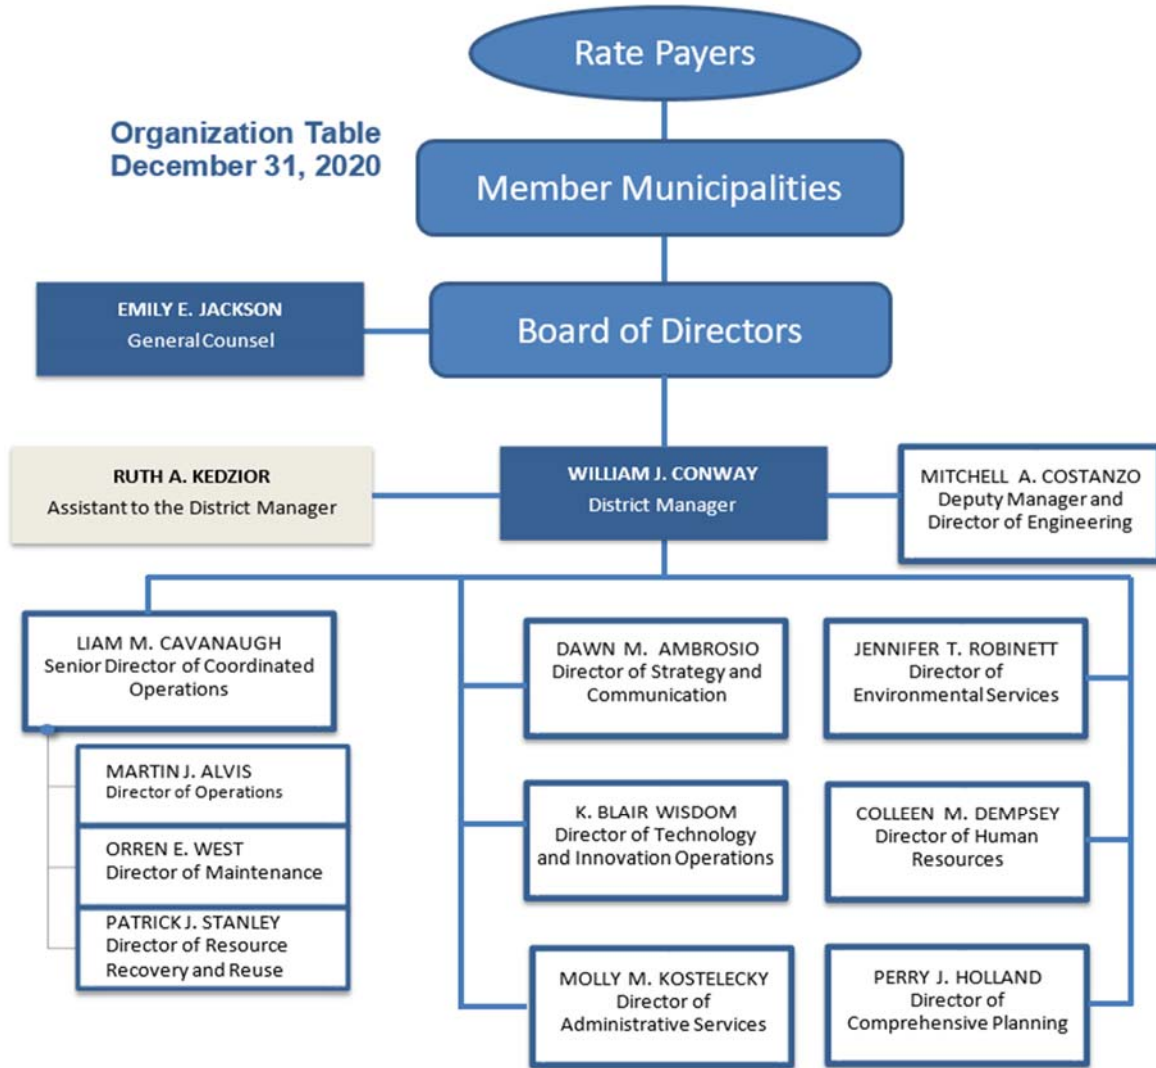 Rate Payers
Organization Table
December 31, 2020
Member Municipalities
EMILY E. JACKSON
General Counsel
Board of Directors
RUTH A. KEDZIOR
Assistant to the District Manager
WILLIAM J. CONWAY
District Manager
MITCHELL A. COSTANZO
Deputy Manager and
Director of Engineering
LIAM M. CAVANAUGH
Senior Director of Coordinated
Operations
MARTIN J. ALVIS
Director of Operations
ORREN E. WEST
Director of Maintenance
PATRICK J. STANLEY
Director of Resource
Recovery and Reuse
DAWN M. AMBROSIO
Director of Strategy and
Communication
K. BLAIR WISDOM
Director of Technology
and Innovation Operations
MOLLY M. KOSTELECKY
Director of
Administrative Services
JENNIFER T. ROBINETT
Director of
Environmental Services
COLLEEN M. DEMPSEY
Director of Human
Resources
PERRY J. HOLLAND
Director of
Comprehensive Planning